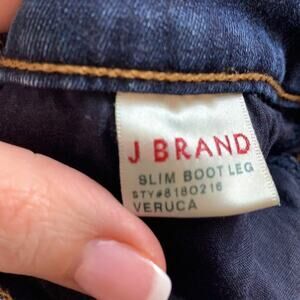 J BRAND
SLIM BOOT LEG
STY#8180216
VERUCA